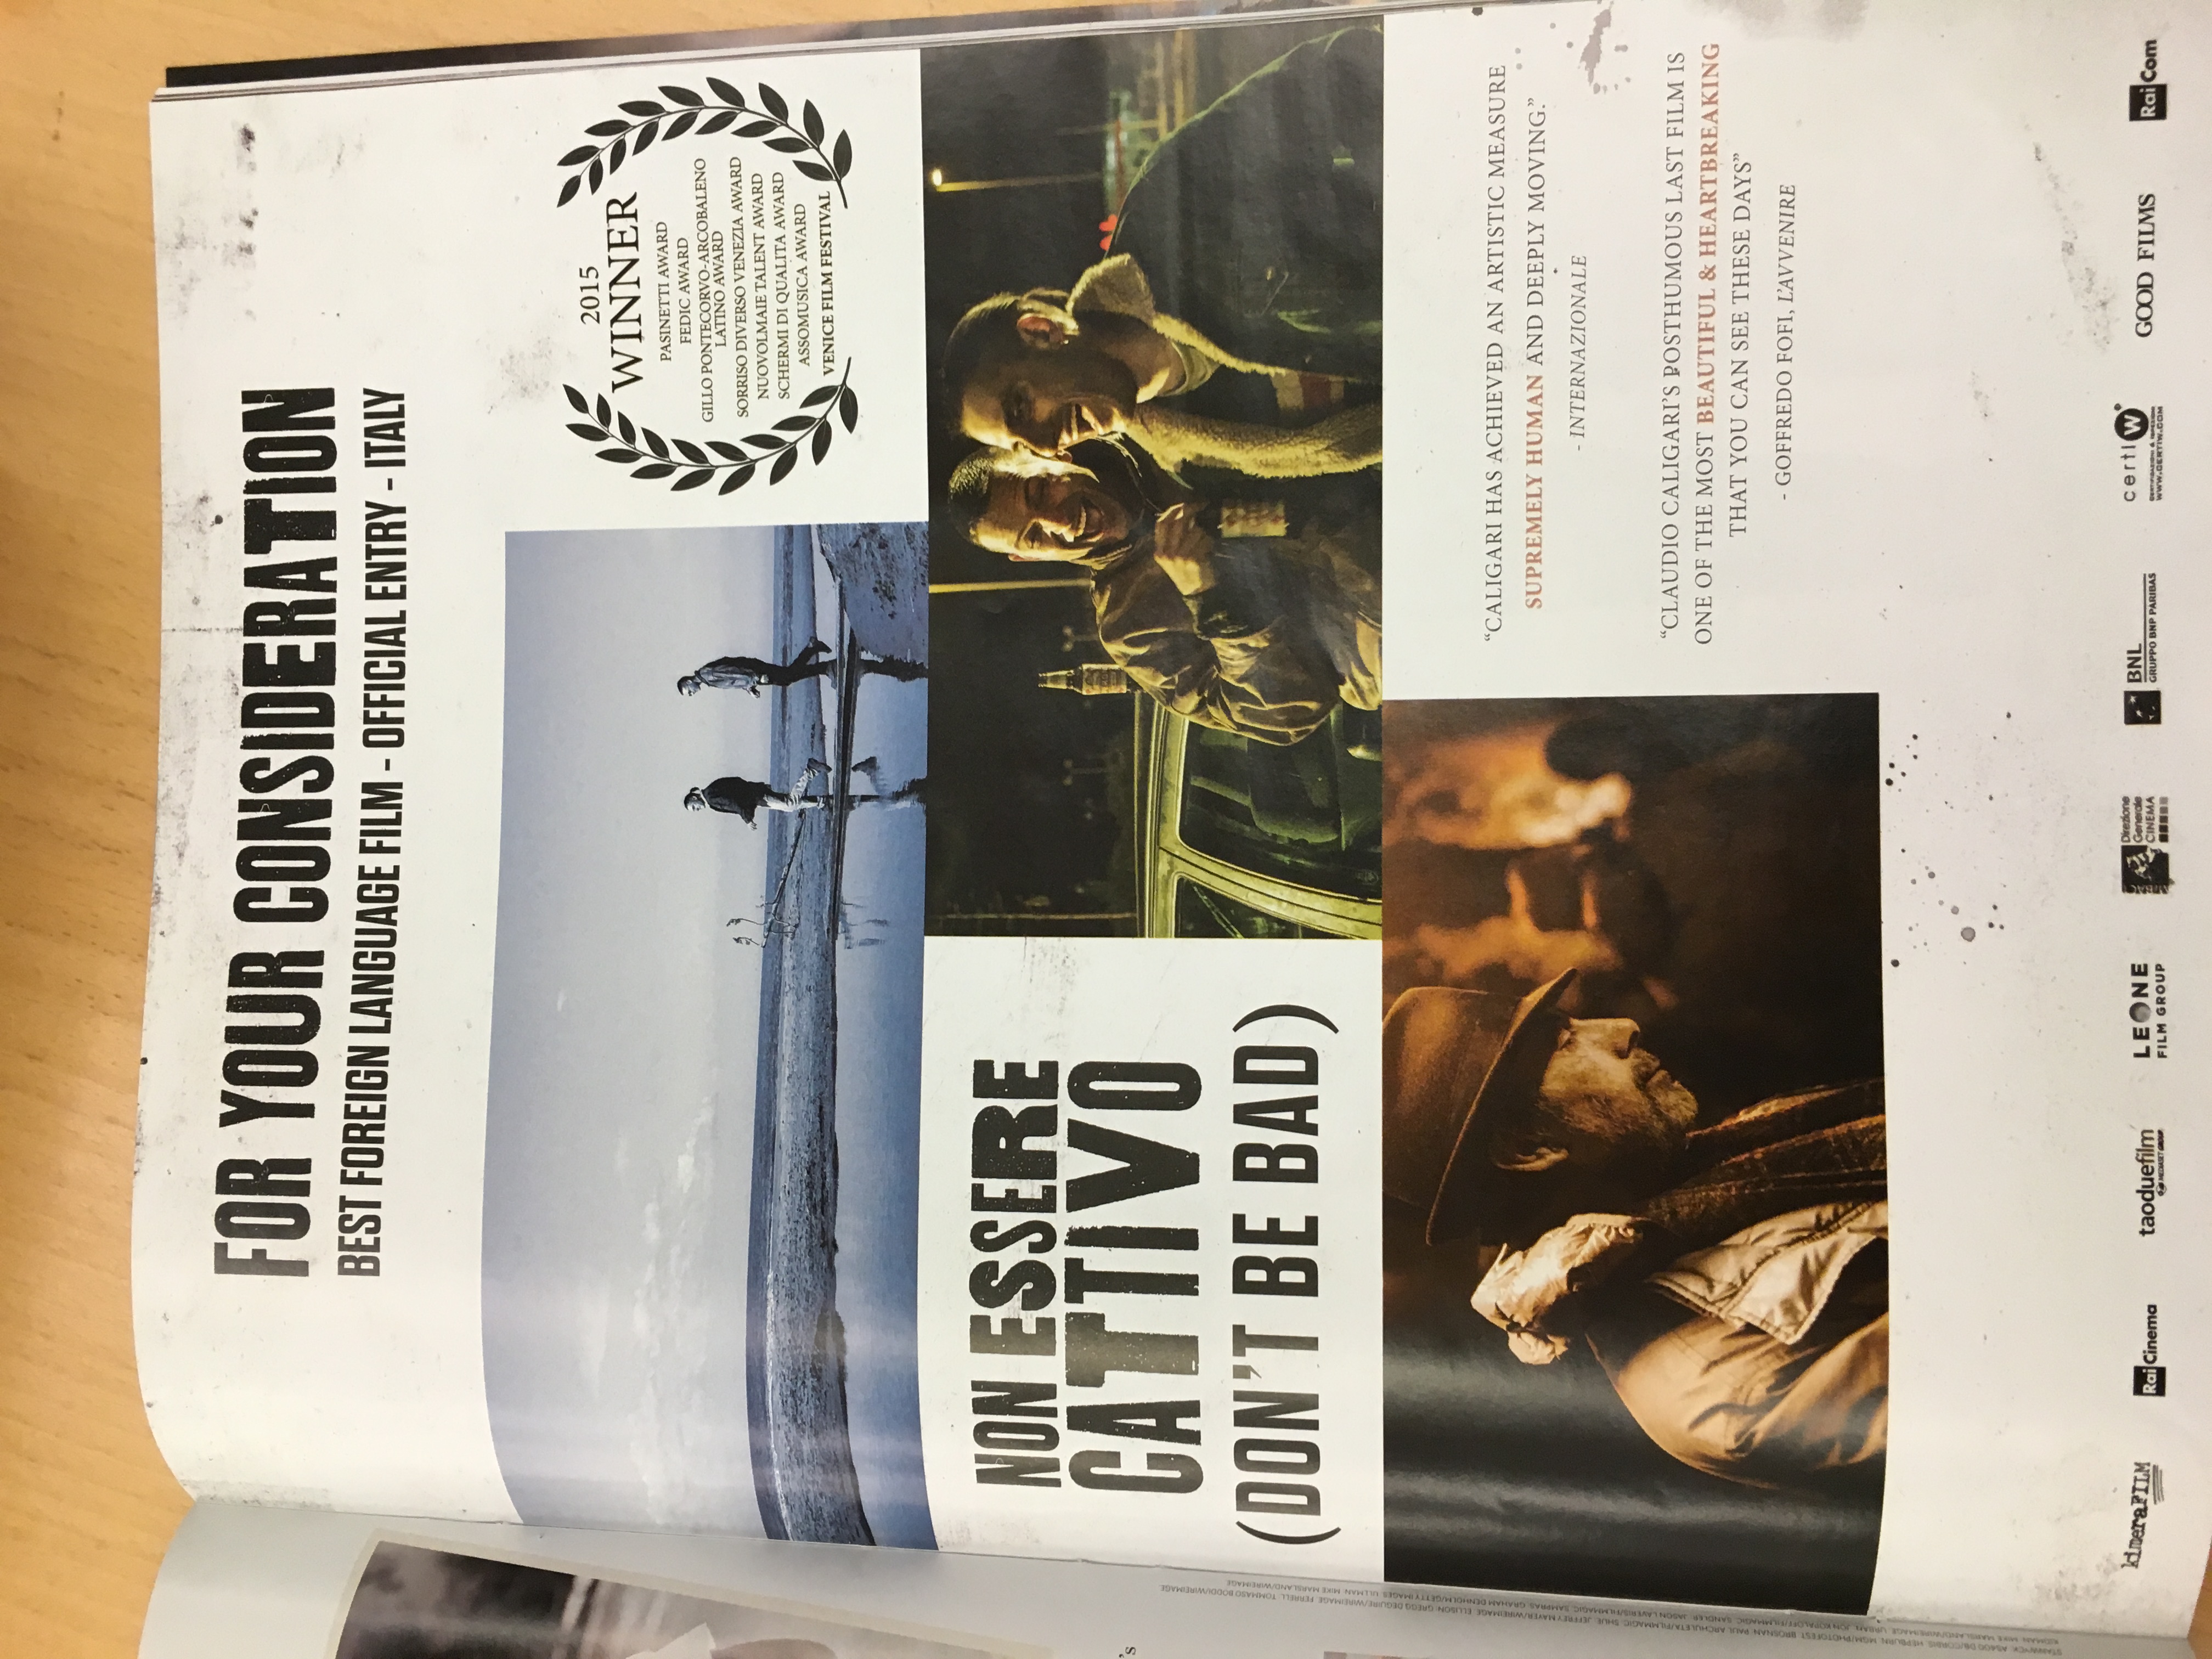 FOR YOUR CONSIDERATION
BEST FOREIGN LANGUAGE FILM - OFFICIAL ENTRY - ITALY
2015
WINNER
PASINETTI AWARD
FEDIC AWARD
GILLO PONTECORVO-ARCOBALENO
LATINO AWARD
SORRISO DIVERSO VENEZIA AWARD
NUOVOLMAIE TALENT AWARD
SCHERMI DI QUALITA AWARD
ASSOMUSICA AWARD
VENICE FILM FESTIVAL
NON ESSERE
CATTIVO
(DON'T BE BAD)
's
“CALIGARI HAS ACHIEVED AN ARTISTIC MEASURE
SUPREMELY HUMAN AND DEEPLY MOVING.”
- INTERNAZIONALE
“CLAUDIO CALIGARI’S POSTHUMOUS LAST FILM IS
ONE OF THE MOST BEAUTIFUL & HEARTBREAKING
THAT YOU CAN SEE THESE DAYS”
- GOFFREDO FOFI, L’AVVENIRE
kimeraFILM
Rai Cinema
taoduefilm
MEDIASET GROUP
LEONE
FILM GROUP
Direzione
Generale
CINEMA
BNL
GRUPPO BNP PARIBAS
certiW
CERTIFICAZIONI & ISPEZIONI
WWW.CERTIW.COM
GOOD FILMS
Rai Com